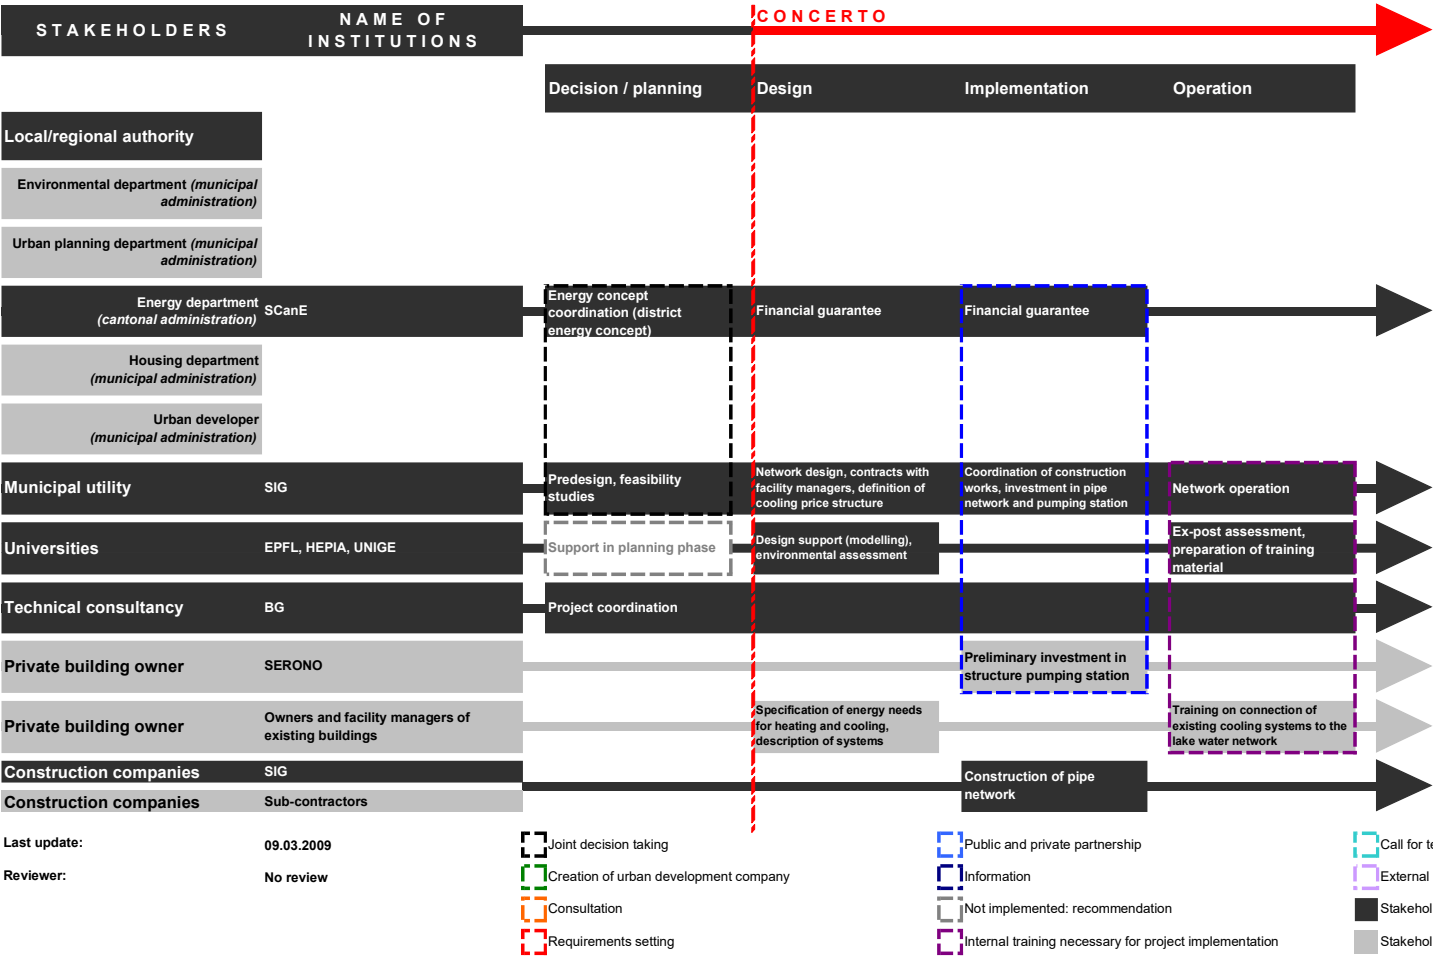 STAKEHOLDERS
NAME OF
INSTITUTIONS
CONCERTO
Decision / planning
Design
Implementation
Operation
Local/regional authority
Environmental department (municipal
administration)
Urban planning department (municipal
administration)
Energy department
(cantonal administration)
SCanE
Energy concept
coordination (district
energy concept)
Financial guarantee
Financial guarantee
Housing department
(municipal administration)
Urban developer
(municipal administration)
Municipal utility
SIG
Predesign, feasibility
studies
Network design, contracts with
facility managers, definition of
cooling price structure
Coordination of construction
works, investment in pipe
network and pumping station
Network operation
Universities
EPFL, HEPIA, UNIGE
Support in planning phase
Design support (modelling),
environmental assessment
Ex-post assessment,
preparation of training
material
Technical consultancy
BG
Project coordination
Private building owner
SERONO
Preliminary investment in
structure pumping station
Private building owner
Owners and facility managers of
existing buildings
Specification of energy needs
for heating and cooling,
description of systems
Training on connection of
existing cooling systems to the
lake water network
Construction companies
SIG
Construction companies
Sub-contractors
Construction of pipe
network
Last update:
09.03.2009
Reviewer:
No review
Joint decision taking
Public and private partnership
Call for
Creation of urban development company
Information
External
Consultation
Not implemented: recommendation
Requirements setting
Internal training necessary for project implementation